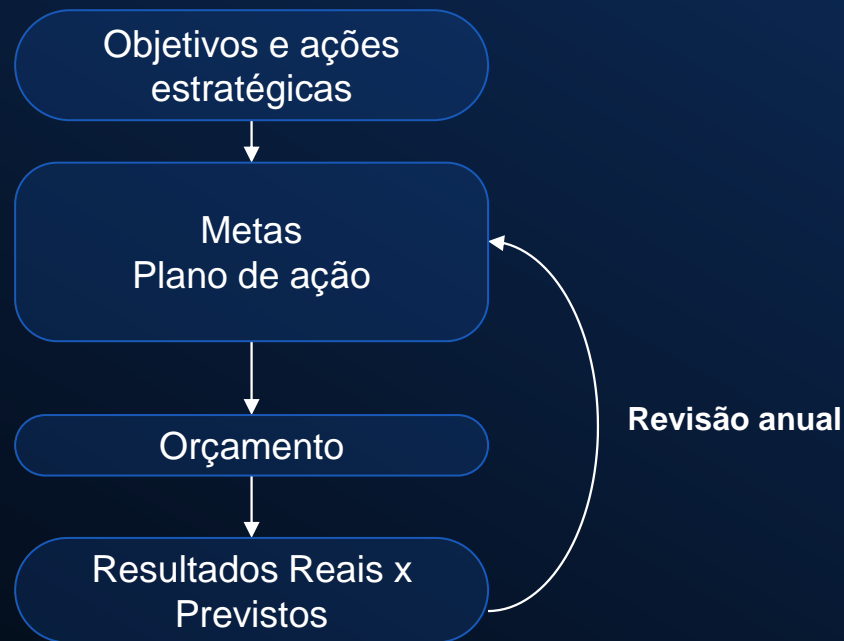 Objetivos e ações
estratégicas
Metas
Plano de ação
Revisão anual
Orçamento
Resultados Reais x
Previstos